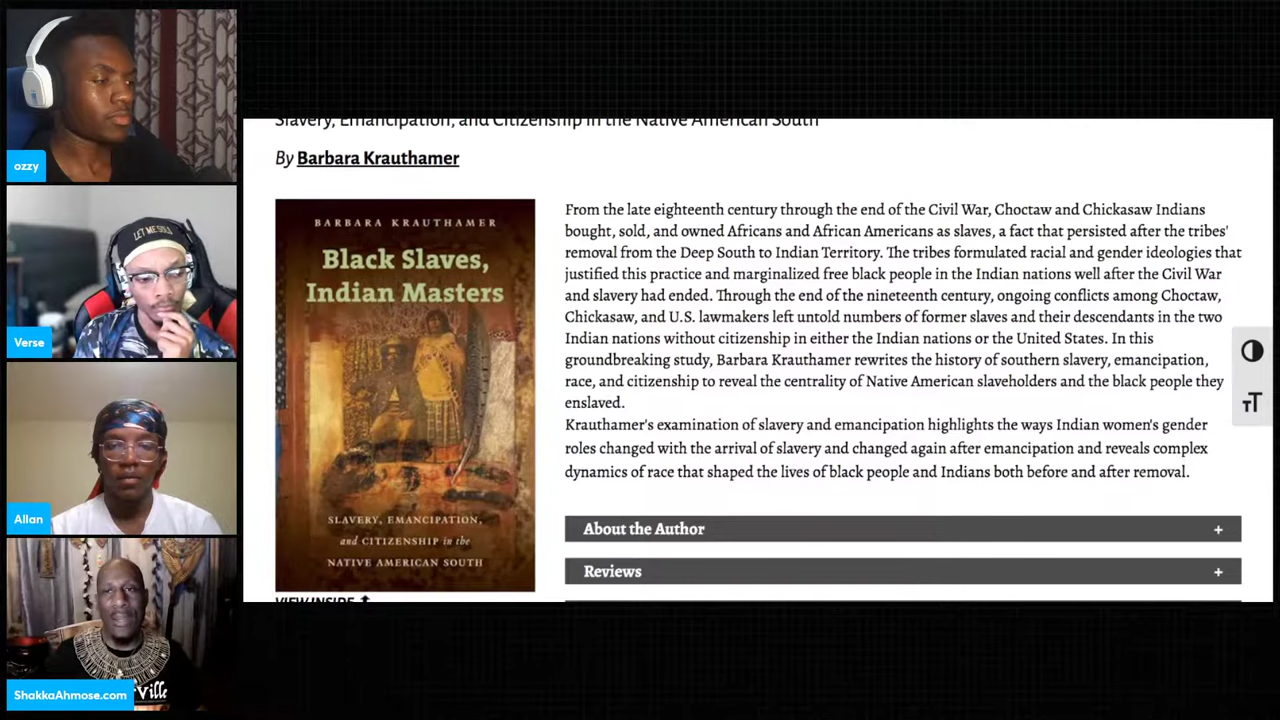 ozzy
LET ME SOLO
Verse
Allan
ville
ShakkaAhmose.com
Slavery, Emancipation, and Citizenship in the Native American South
By Barbara Krauthamer
BARBARA KRAUTHAMER
Black Slaves,
Indian Masters
SLAVERY, EMANCIPATION,
and CITIZENSHIP in the
NATIVE AMERICAN SOUTH
VIEW INSIDE
From the late eighteenth century through the end of the Civil War, Choctaw and Chickasaw Indians
bought, sold, and owned Africans and African Americans as slaves, a fact that persisted after the tribes'
removal from the Deep South to Indian Territory. The tribes formulated racial and gender ideologies that
justified this practice and marginalized free black people in the Indian nations well after the Civil War
and slavery had ended. Through the end of the nineteenth century, ongoing conflicts among Choctaw,
Chickasaw, and U.S. lawmakers left untold numbers of former slaves and their descendants in the two
Indian nations without citizenship in either the Indian nations or the United States. In this
groundbreaking study, Barbara Krauthamer rewrites the history of southern slavery, emancipation,
race, and citizenship to reveal the centrality of Native American slaveholders and the black people they
enslaved.
Krauthamer's examination of slavery and emancipation highlights the ways Indian women's gender
roles changed with the arrival of slavery and changed again after emancipation and reveals complex
dynamics of race that shaped the lives of black people and Indians both before and after removal.
About the Author +
Reviews +
TT